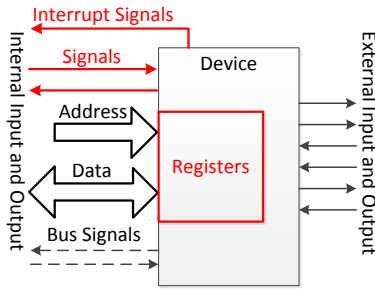 Interrupt Signals
Signals
Device
Address
Registers
Data
Bus Signals
Internal Input and Output
External Input and Output